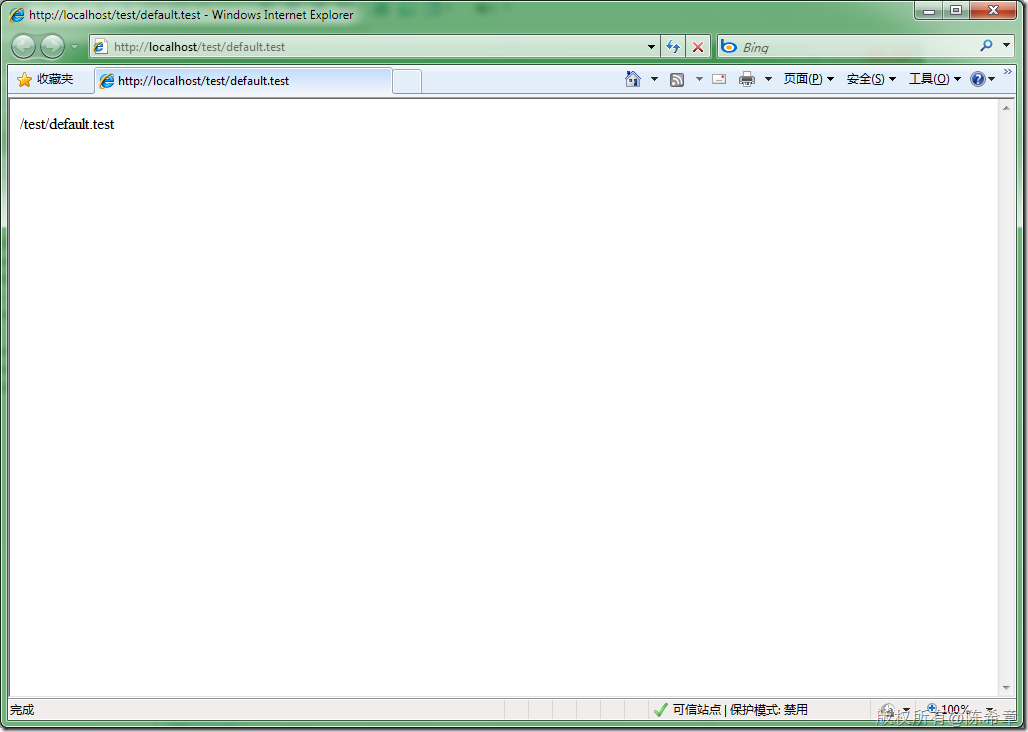 http://localhost/test/default.test - Windows Internet Explorer
http://localhost/test/default.test
Bing
收藏夹
http://localhost/test/default.test
页面(P)
安全(S)
工具(O)
/test/default.test
完成
可信站点 | 保护模式: 禁用
100%
版权所有@陈希章